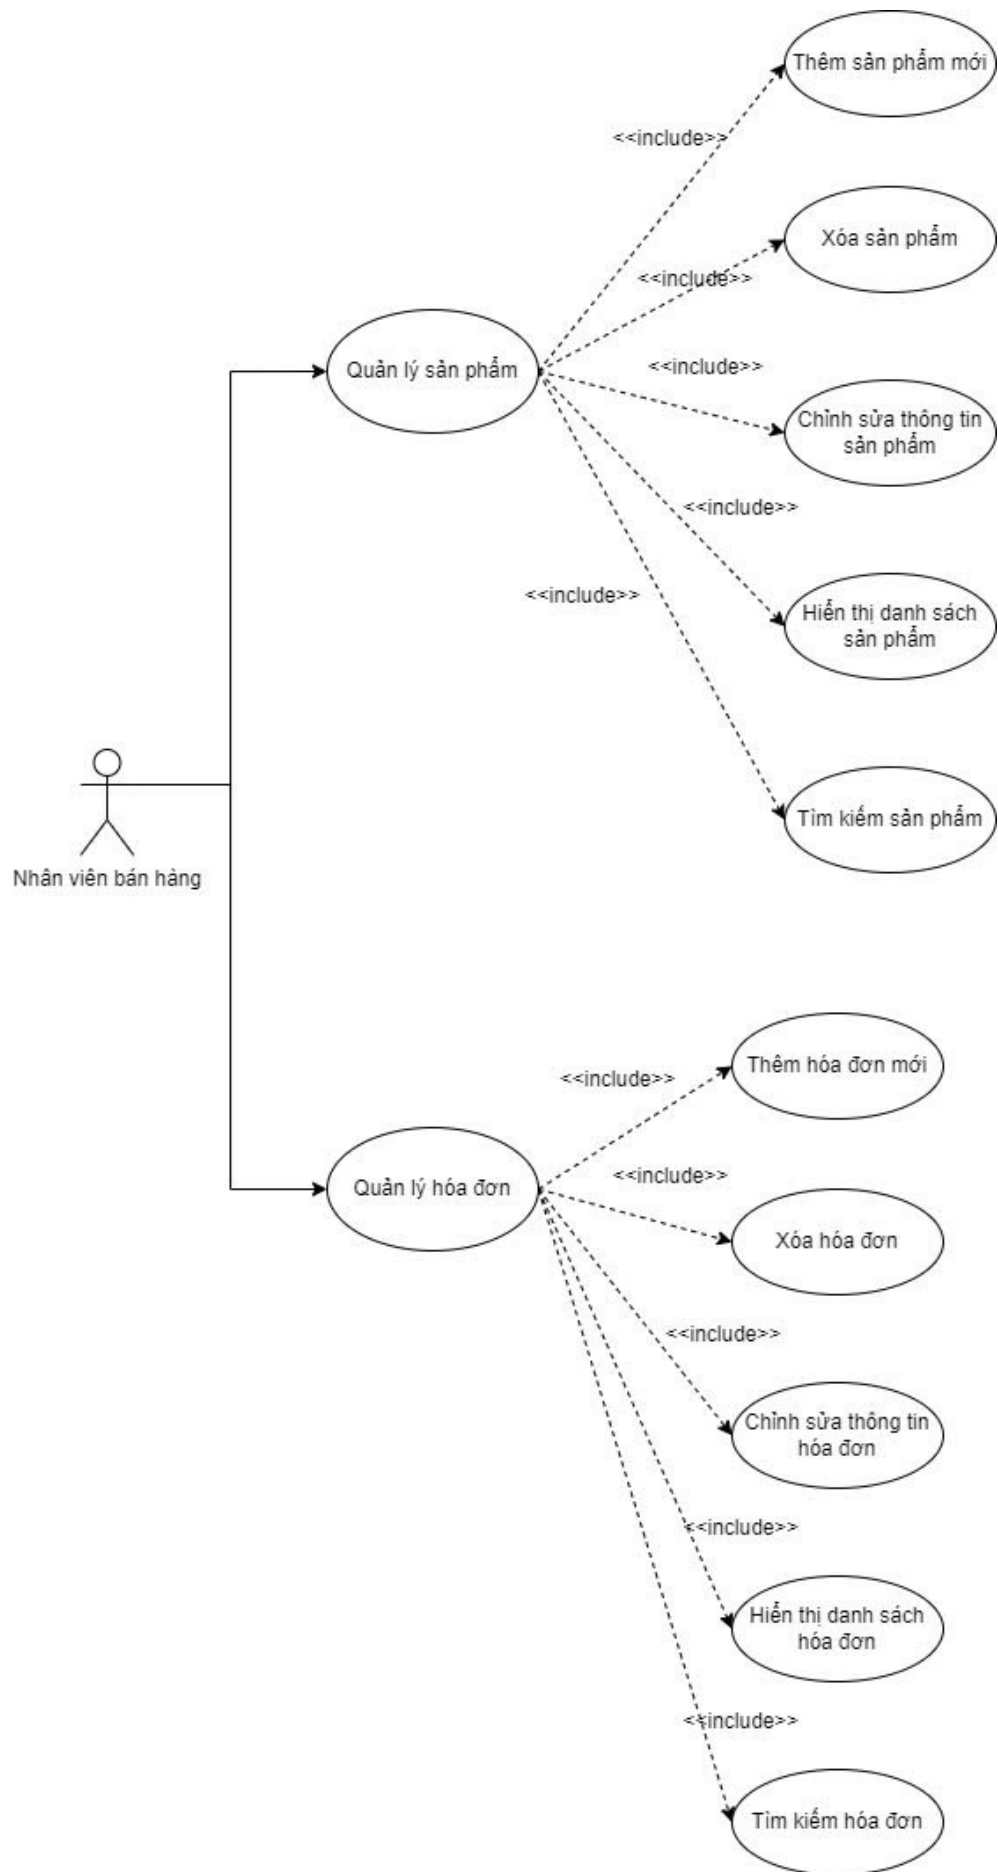 Thêm sản phẩm mới
<<include>>
Xóa sản phẩm
<<include>>
Quản lý sản phẩm
<<include>>
Chỉnh sửa thông tin
sản phẩm
<<include>>
<<include>>
Hiển thị danh sách
sản phẩm
Tìm kiếm sản phẩm
Nhân viên bán hàng
Thêm hóa đơn mới
<<include>>
<<include>>
Quản lý hóa đơn
Xóa hóa đơn
<<include>>
Chỉnh sửa thông tin
hóa đơn
<<include>>
Hiển thị danh sách
hóa đơn
<<include>>
Tìm kiếm hóa đơn